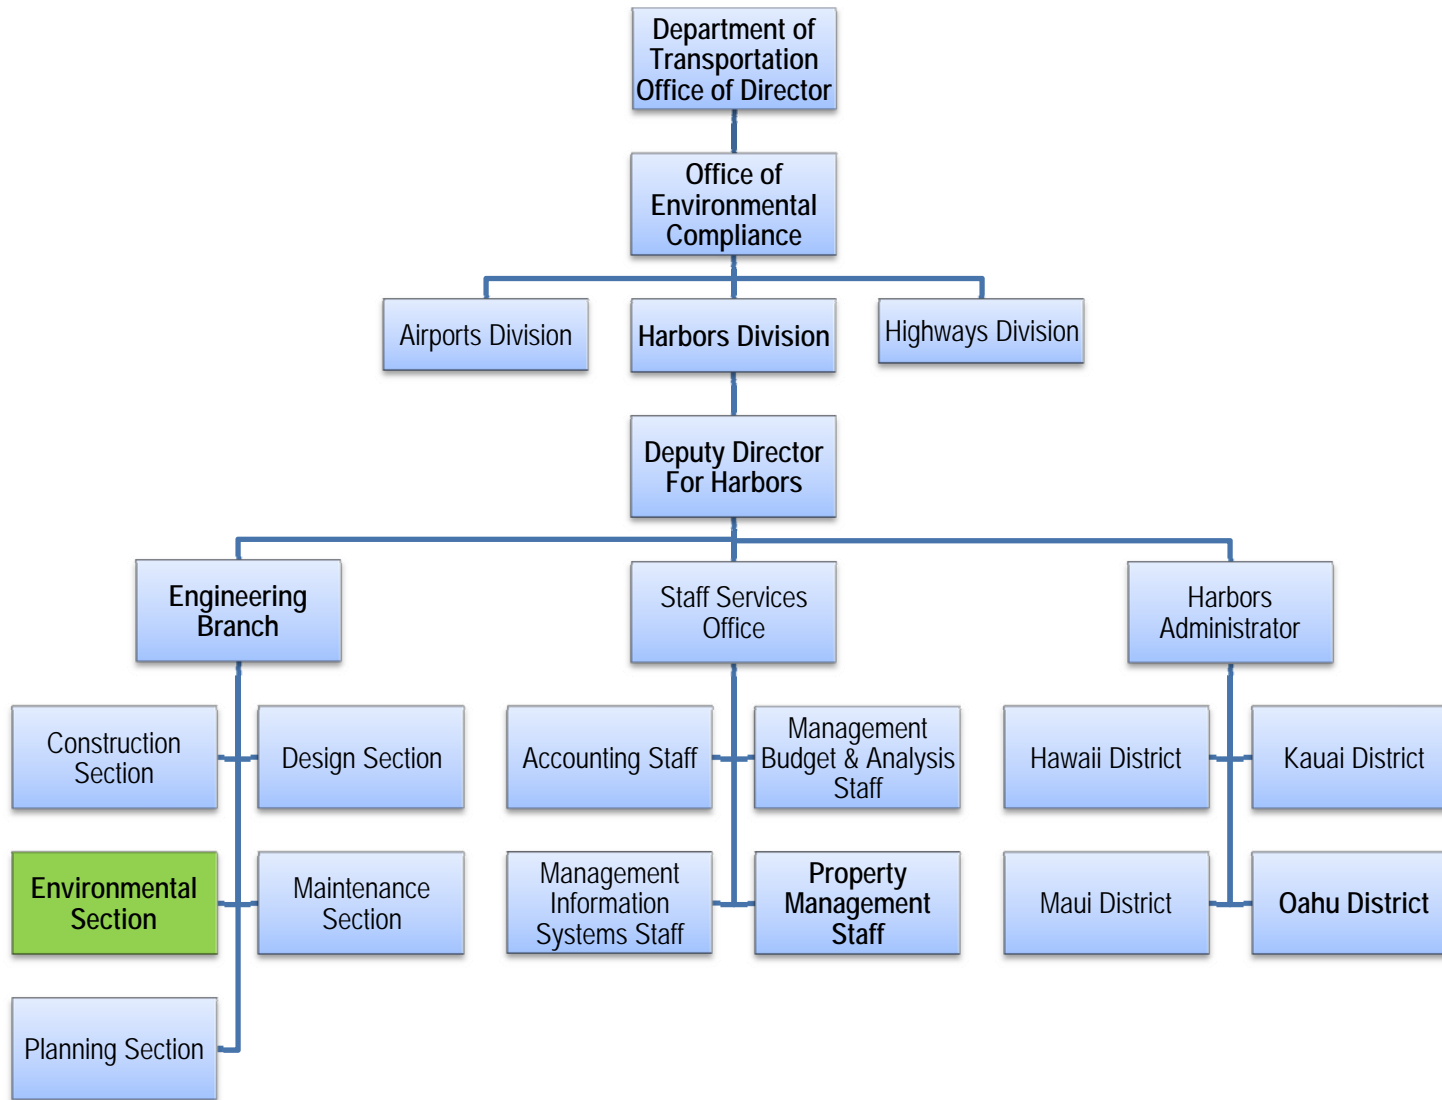 Department of
Transportation
Office of Director
Office of
Environmental
Compliance
Airports Division
Harbors Division
Highways Division
Deputy Director
For Harbors
Engineering
Branch
Staff Services
Office
Harbors
Administrator
Construction
Section
Design Section
Accounting Staff
Management
Budget & Analysis
Staff
Hawaii District
Kauai District
Environmental
Section
Maintenance
Section
Management
Information
Systems Staff
Property
Management
Staff
Maui District
Oahu District
Planning Section